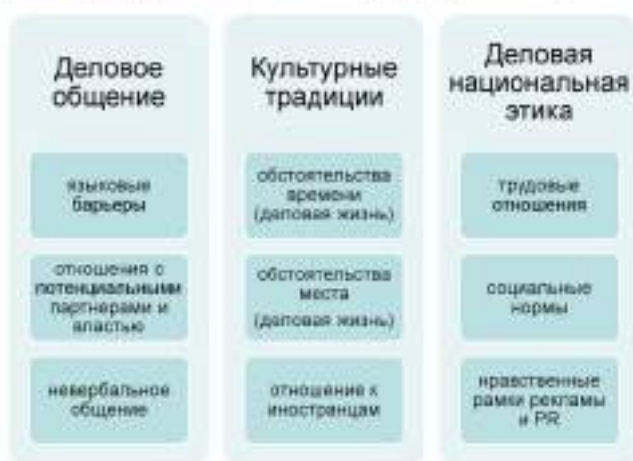 Деловое
общение
языковые
барьеры
отношения с
потенциальными
партнерами и
властью
невербальное
общение
Культурные
традиции
обстоятельства
времени
(деловая жизнь)
обстоятельства
места
(деловая жизнь)
отношение к
иностранцам
Деловая
национальная
этика
трудовые
отношения
социальные
нормы
нравственные
рамки рекламы
и PR